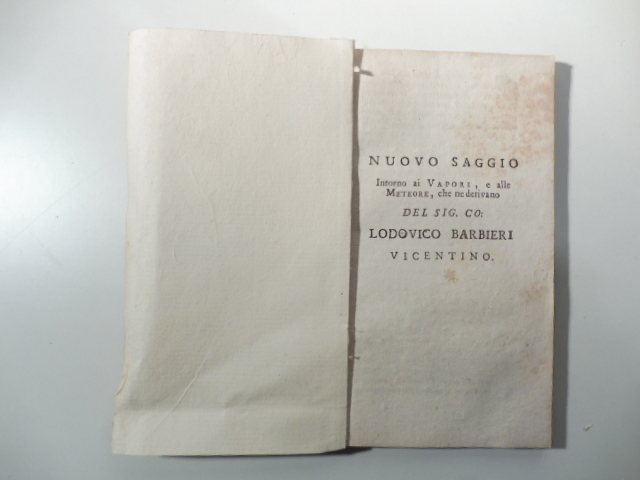 NUOVO SAGGIO
Intorno ai VAPORI, e alle
METEORE, che ne derivano
DEL SIG. CO:
LODOVICO BARBIERI
VICENTINO.